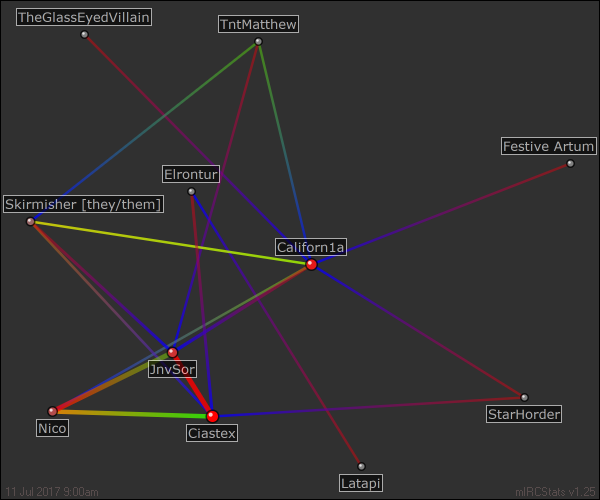 TheGlassEyedVillain
TntMatthew
Festive Artum
Elrontur
Skirmisher [they/them]
Californ1a
JnvSor
StarHorder
Nico
Ciastex
Latapi
11 Jul 2017 9:00am
mIRCStats v1.25